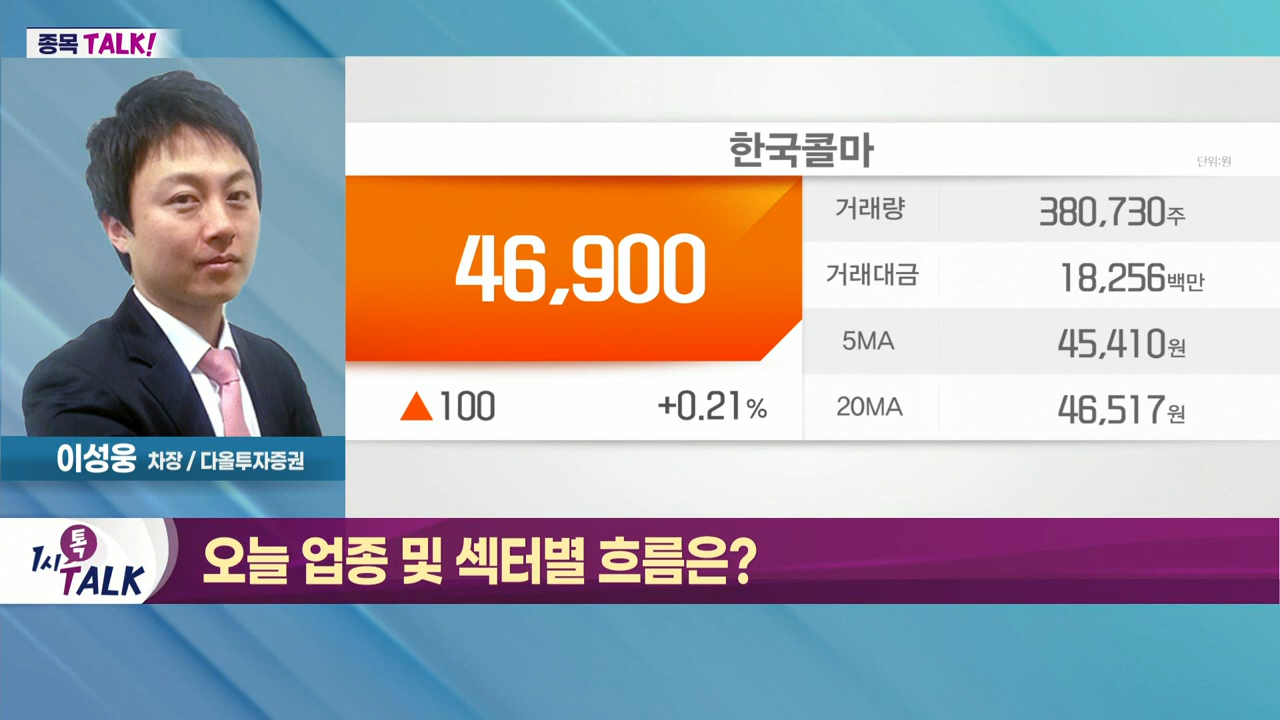 종목 TALK!
한국콜마
단위:원
46,900
▲100 +0.21%
거래량 380,730주
거래대금 18,256백만
5MA 45,410원
20MA 46,517원
이성웅 차장 / 다올투자증권
1시 톡 TALK
오늘 업종 및 섹터별 흐름은?